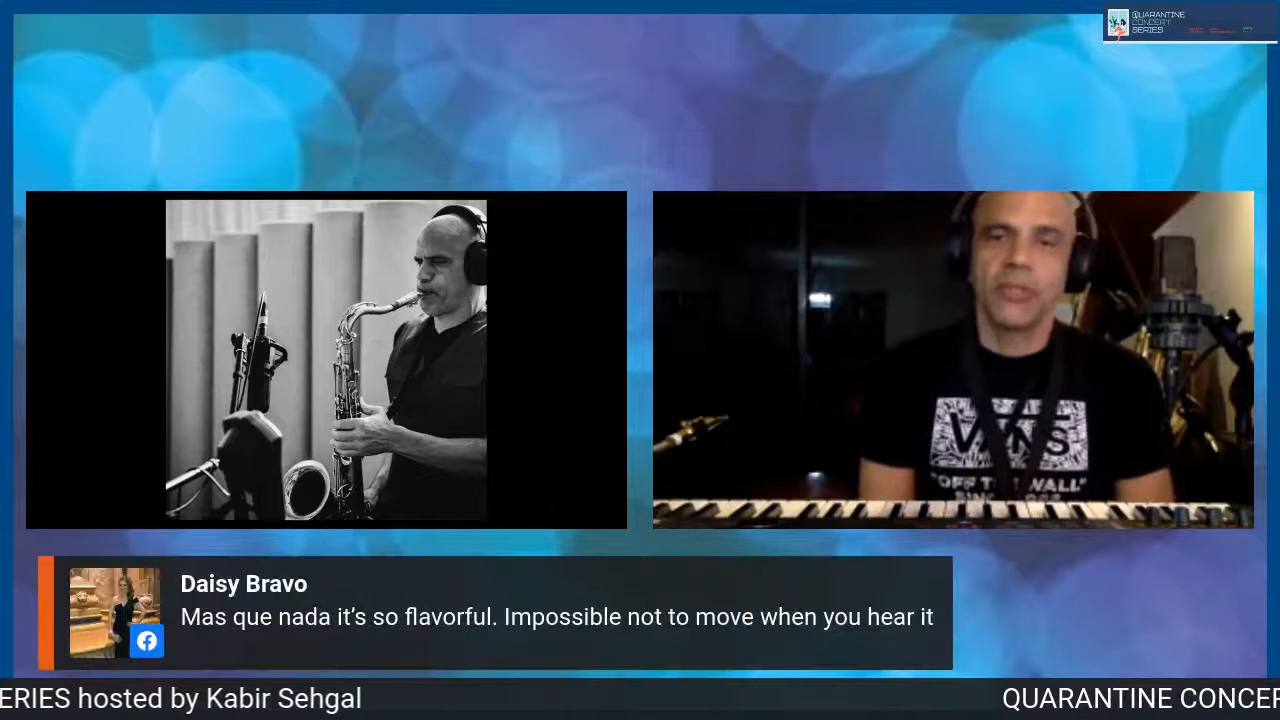 QUARANTINE
CONCERT
SERIES
VANS
"OFF THE WALL"
Daisy Bravo
Mas que nada it's so flavorful. Impossible not to move when you hear it
ERIES hosted by Kabir Sehgal
QUARANTINE CONCER